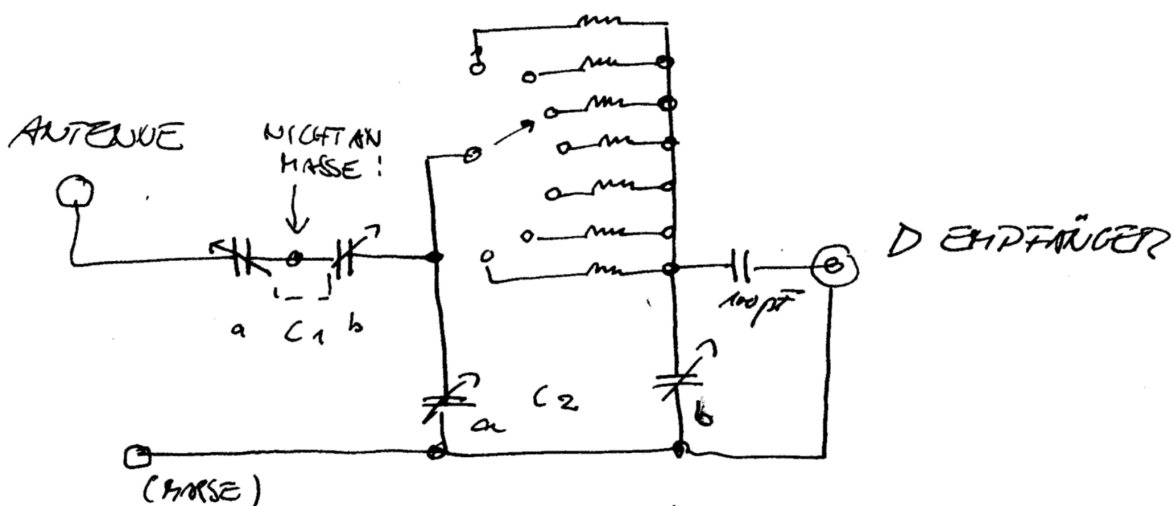 ANTENNE
NICHT AN
MASSE!
D EMPFÄNGER
100pF
a C1 b
C2
a
b
(MASSE)